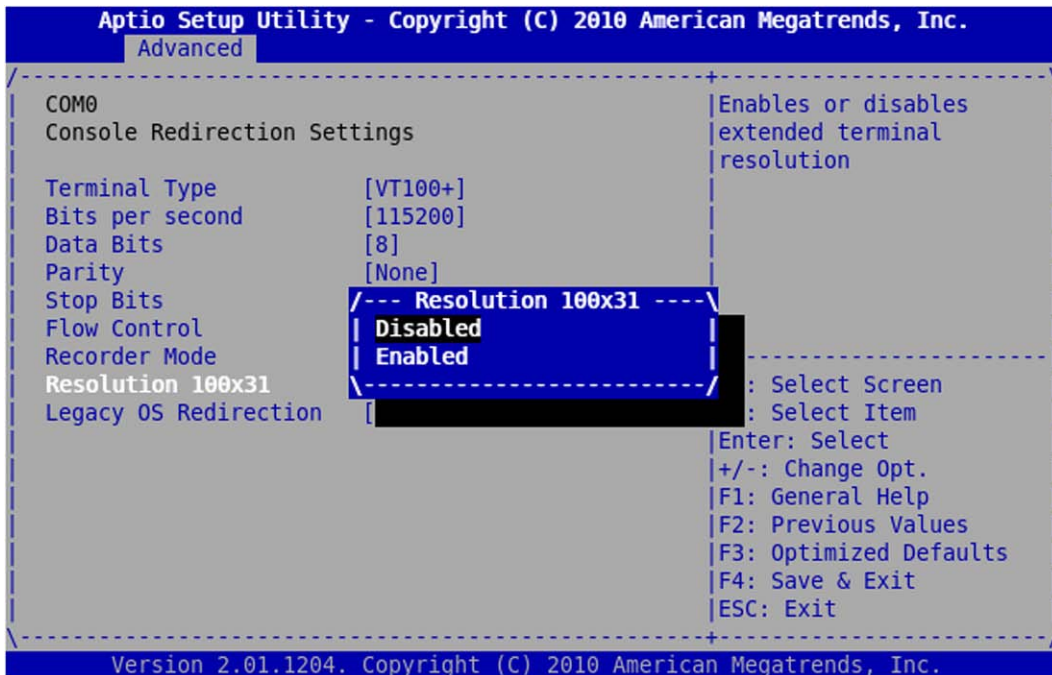 Aptio Setup Utility - Copyright (C) 2010 American Megatrends, Inc.
Advanced
COM0
Console Redirection Settings
Terminal Type [VT100+]
Bits per second [115200]
Data Bits [8]
Parity [None]
Stop Bits
Flow Control
Recorder Mode
Resolution 100x31
Legacy OS Redirection [
/--- Resolution 100x31 ----\
Disabled
Enabled
Enables or disables
extended terminal
resolution
: Select Screen
: Select Item
Enter: Select
+/-: Change Opt.
F1: General Help
F2: Previous Values
F3: Optimized Defaults
F4: Save & Exit
ESC: Exit
Version 2.01.1204. Copyright (C) 2010 American Megatrends, Inc.